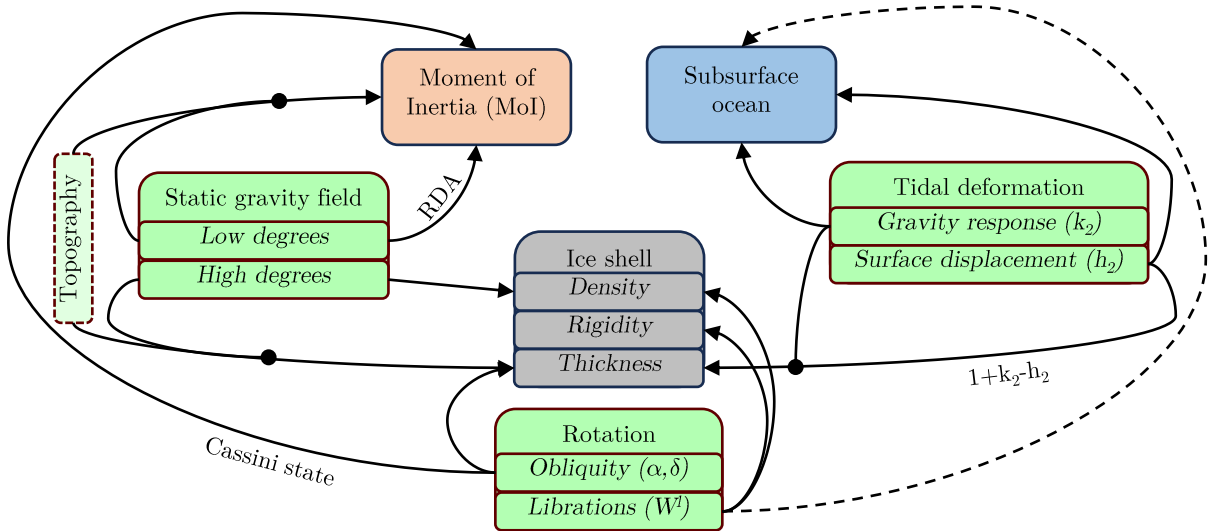 Moment of
Inertia (MoI)
Subsurface
ocean
Topography
Static gravity field
Low degrees
High degrees
RDA
Tidal deformation
Gravity response (k₂)
Surface displacement (h₂)
Ice shell
Density
Rigidity
Thickness
1+k₂-h₂
Cassini state
Rotation
Obliquity (α,δ)
Librations (Wˡ)